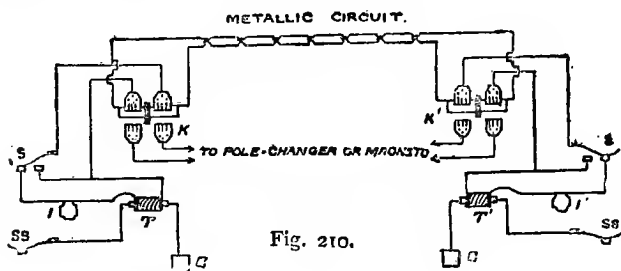 METALLIC CIRCUIT.
K
K'
TO POLE-CHANGER OR MAGNETO
S
S
I
T
T'
I'
SS
SS
G
G
Fig. 210.